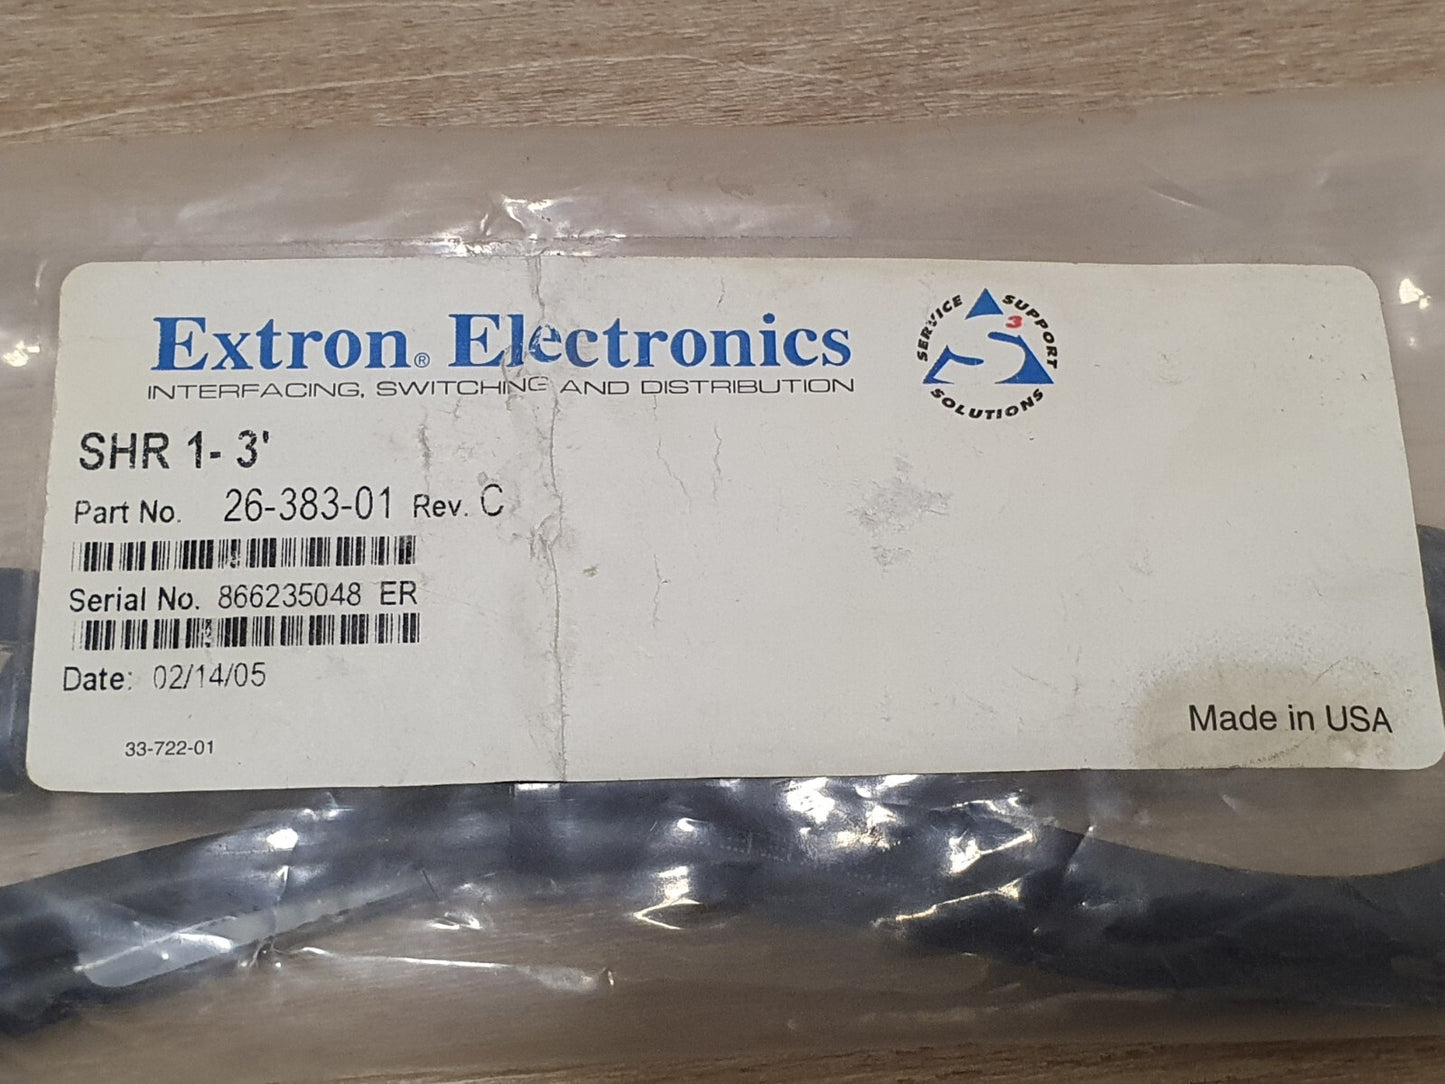 Extron® Electronics
INTERFACING, SWITCHING AND DISTRIBUTION
SERVICE SUPPORT SOLUTIONS
S3
SHR 1- 3'
Part No. 26-383-01 Rev. C
Serial No. 866235048 ER
Date: 02/14/05
33-722-01
Made in USA